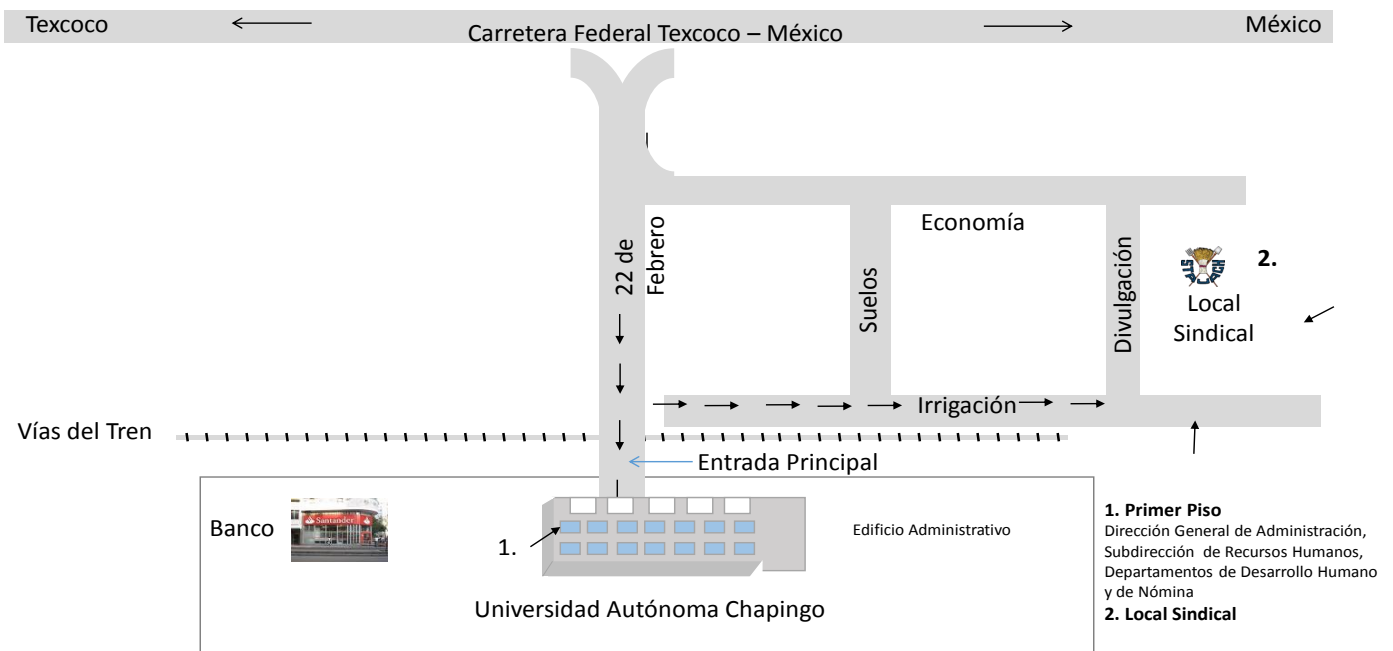 Texcoco
México
Carretera Federal Texcoco – México
22 de
Febrero
Economía
Suelos
Divulgación
STACACH
2.
Local
Sindical
Irrigación
Vías del Tren
Entrada Principal
Banco
Santander
1.
Edificio Administrativo
Universidad Autónoma Chapingo
1. Primer Piso
Dirección General de Administración,
Subdirección de Recursos Humanos,
Departamentos de Desarrollo Humano
y de Nómina
2. Local Sindical